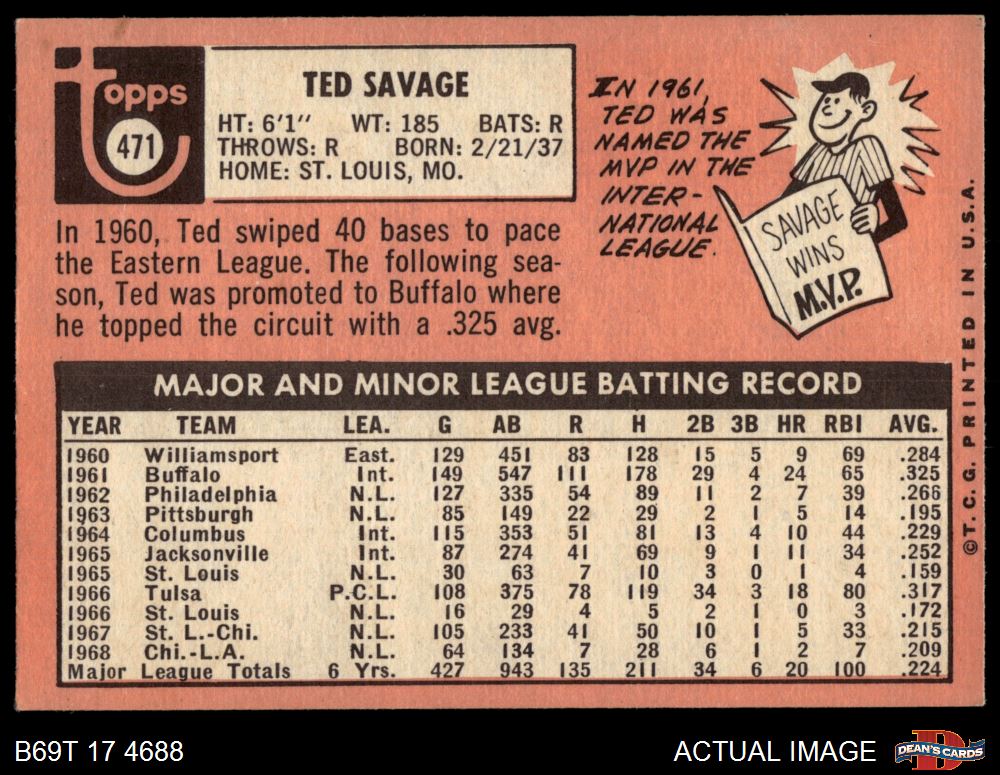 topps
471
TED SAVAGE
HT: 6'1" WT: 185 BATS: R
THROWS: R BORN: 2/21/37
HOME: ST. LOUIS, MO.
In 1960, Ted swiped 40 bases to pace
the Eastern League. The following sea-
son, Ted was promoted to Buffalo where
he topped the circuit with a .325 avg.
IN 1961,
TED WAS
NAMED THE
MVP IN THE
INTER-
NATIONAL
LEAGUE.
SAVAGE
WINS
M.V.P.
MAJOR AND MINOR LEAGUE BATTING RECORD
YEAR TEAM LEA. G AB R H 2B 3B HR RBI AVG.
1960 Williamsport East. 129 451 83 128 15 5 9 69 .284
1961 Buffalo Int. 149 547 111 178 29 4 24 65 .325
1962 Philadelphia N.L. 127 335 54 89 11 2 7 39 .266
1963 Pittsburgh N.L. 85 149 22 29 2 1 5 14 .195
1964 Columbus Int. 115 353 51 81 13 4 10 44 .229
1965 Jacksonville Int. 87 274 41 69 9 1 11 34 .252
1965 St. Louis N.L. 30 63 7 10 3 0 1 4 .159
1966 Tulsa P.C.L. 108 375 78 119 34 3 18 80 .317
1966 St. Louis N.L. 16 29 4 5 2 1 0 3 .172
1967 St. L.-Chi. N.L. 105 233 41 50 10 1 5 33 .215
1968 Chi.-L.A. N.L. 64 134 7 28 6 1 2 7 .209
Major League Totals 6 Yrs. 427 943 135 211 34 6 20 100 .224
©T.C.G. PRINTED IN U.S.A.
B69T 17 4688
ACTUAL IMAGE
D
DEAN'S CARDS